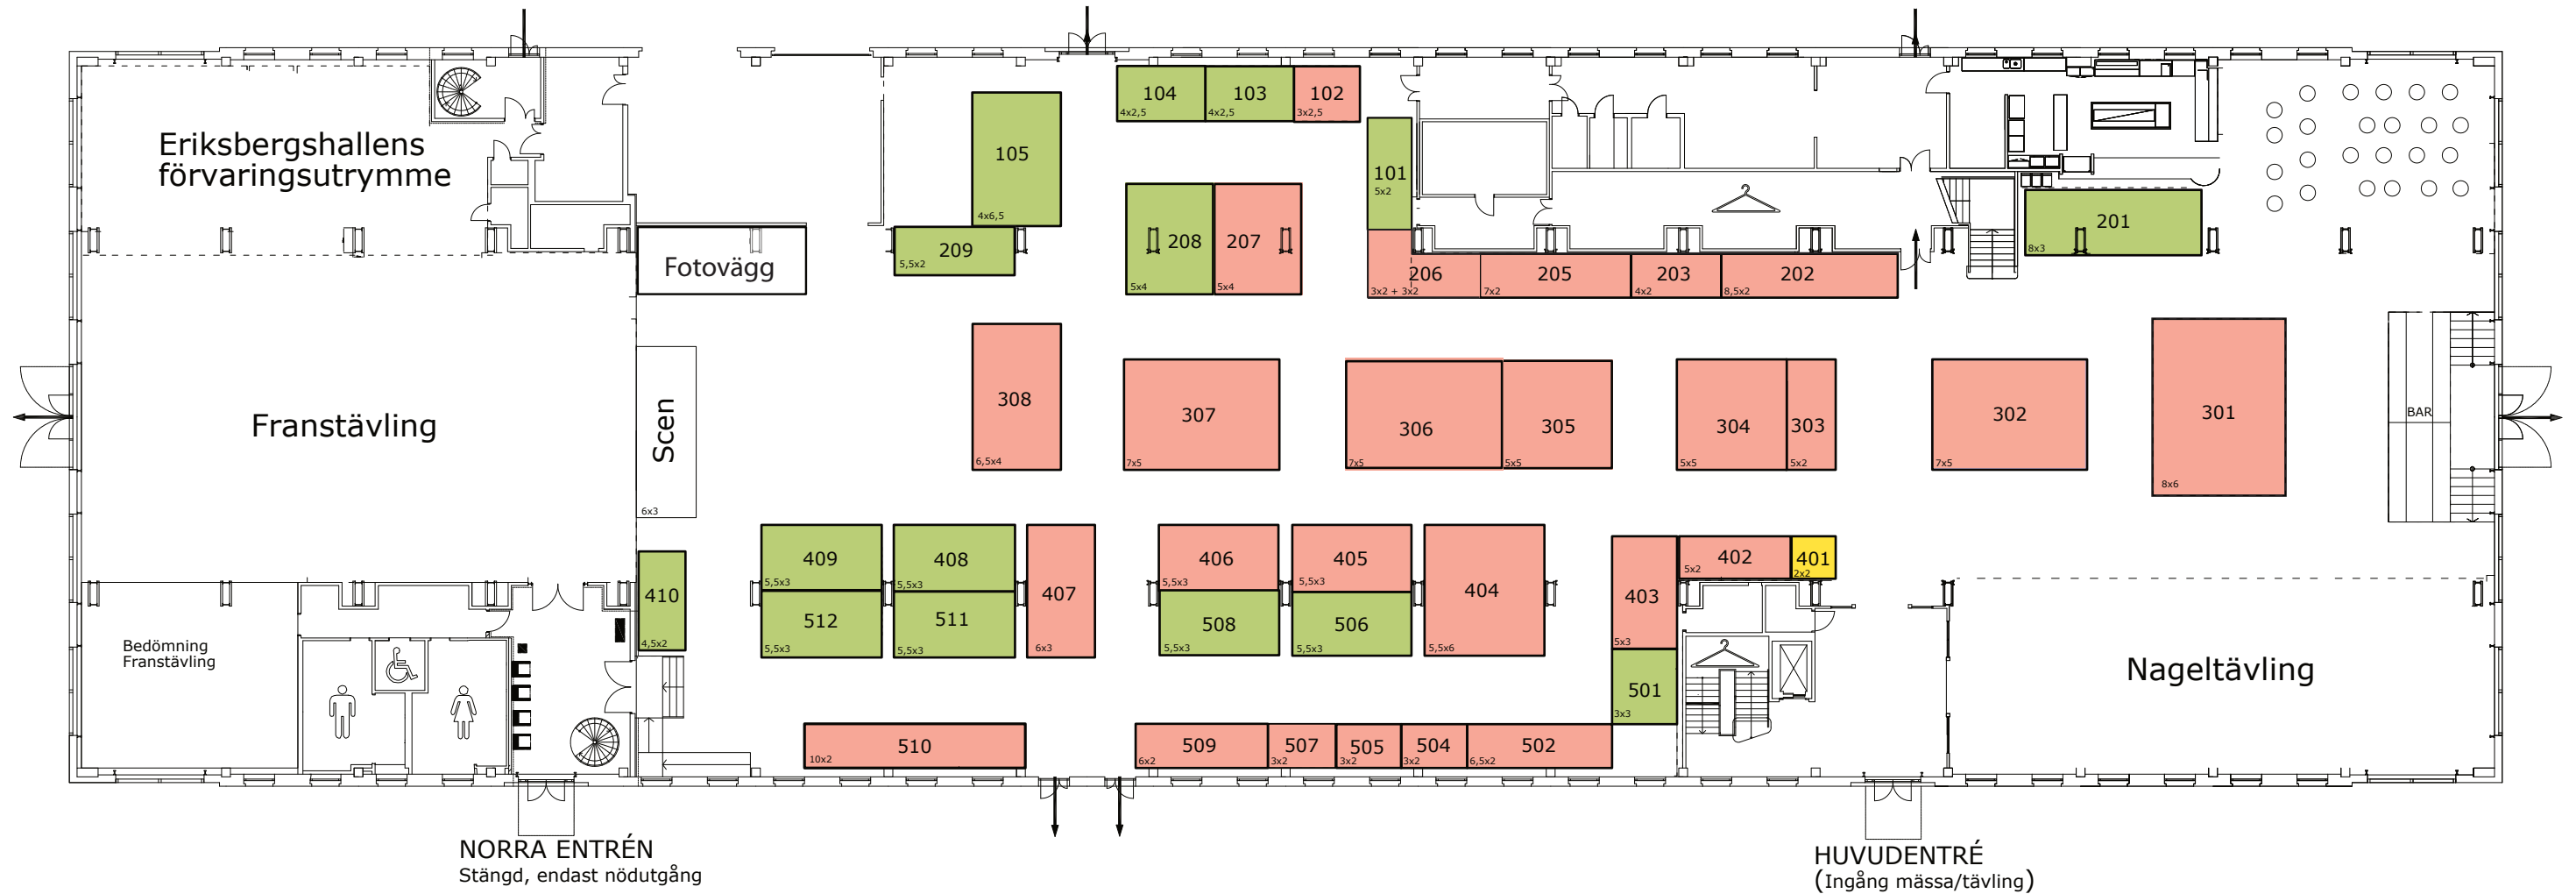 Eriksbergshallens
förvaringsutrymme
104
4x2,5
103
4x2,5
102
3x2,5
105
4x6,5
101
5x2
209
5,5x2
208
5x4
207
5x4
206
3x2 + 3x2
205
7x2
203
4x2
202
8,5x2
201
8x3
Fotovägg
Franstävling
Scen
6x3
308
6,5x4
307
7x5
306
7x5
305
5x5
304
5x5
303
5x2
302
7x5
301
8x6
BAR
410
4,5x2
409
5,5x3
408
5,5x3
407
6x3
406
5,5x3
405
5,5x3
404
5,5x6
403
5x3
402
5x2
401
2x2
512
5,5x3
511
5,5x3
508
5,5x3
506
5,5x3
501
3x3
Bedömning
Franstävling
Nageltävling
510
10x2
509
6x2
507
3x2
505
3x2
504
3x2
502
6,5x2
NORRA ENTRÉN
Stängd, endast nödutgång
HUVUDENTRÉ
(Ingång mässa/tävling)